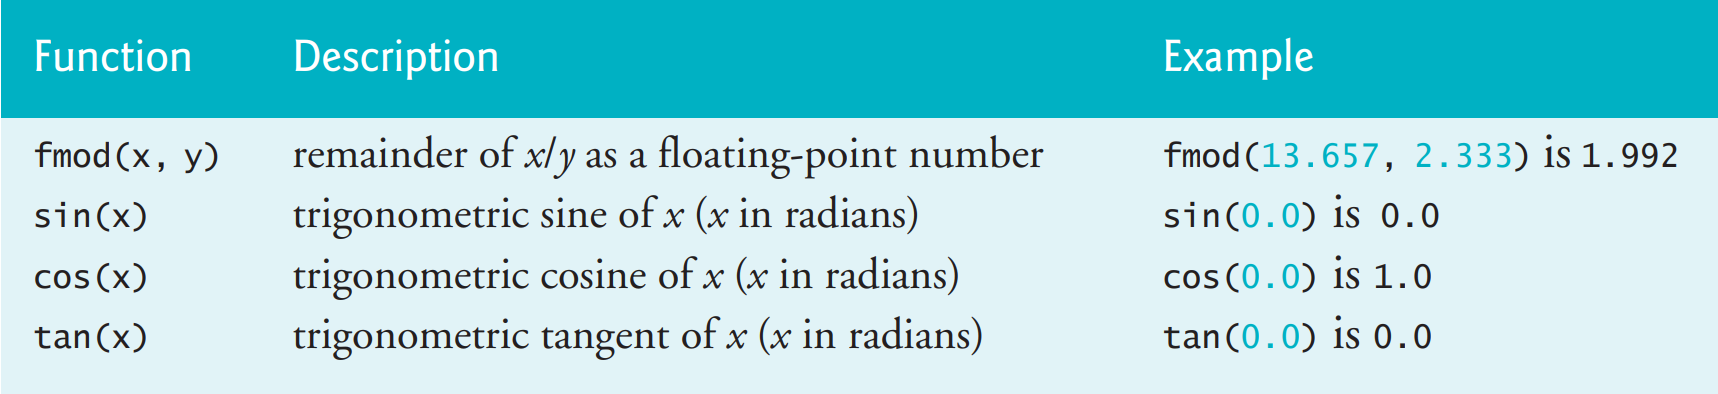 Function Description Example
fmod(x, y) remainder of x/y as a floating-point number fmod(13.657, 2.333) is 1.992
sin(x) trigonometric sine of x (x in radians) sin(0.0) is 0.0
cos(x) trigonometric cosine of x (x in radians) cos(0.0) is 1.0
tan(x) trigonometric tangent of x (x in radians) tan(0.0) is 0.0